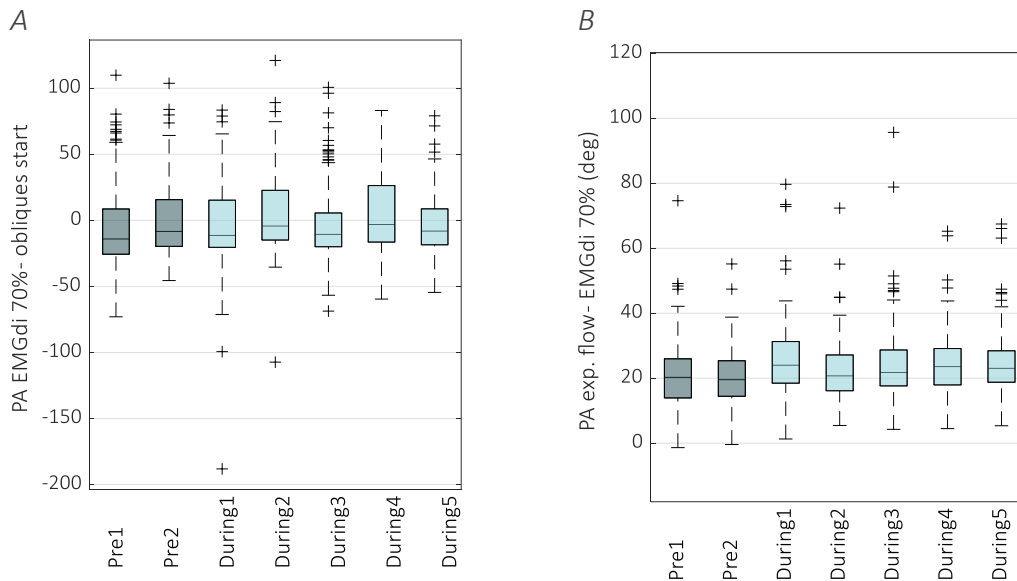 A
PA EMGdi 70%- obliques start
100
50
0
-50
-100
-150
-200
Pre1
Pre2
During1
During2
During3
During4
During5
B
PA exp. flow- EMGdi 70% (deg)
120
100
80
60
40
20
0
Pre1
Pre2
During1
During2
During3
During4
During5